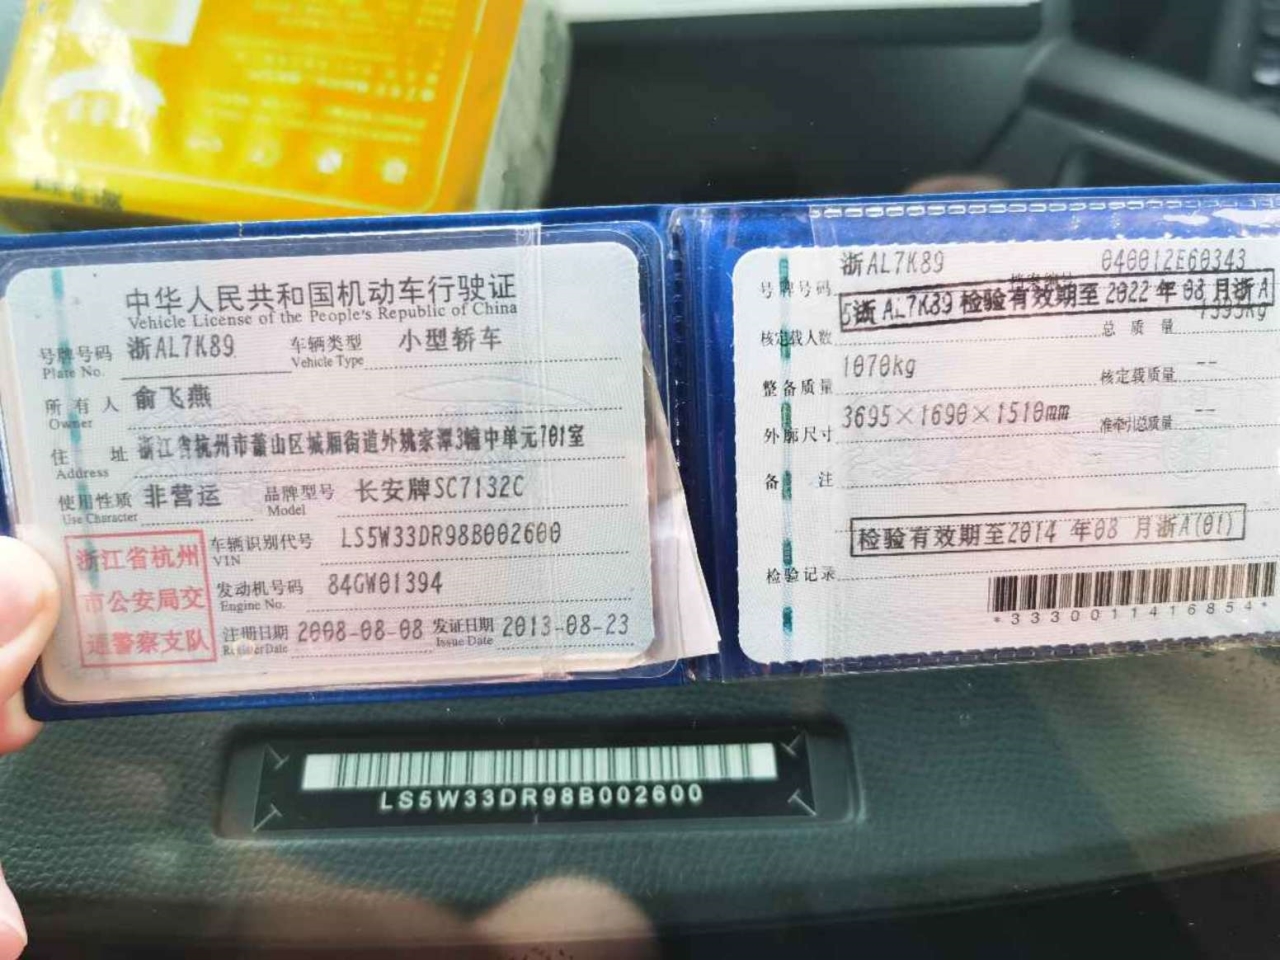 中华人民共和国机动车行驶证
Vehicle License of the People's Republic of China
号牌号码 浙AL7K89 车辆类型 小型轿车
Plate No. Vehicle Type
所有人 俞飞燕
Owner
住址 浙江省杭州市萧山区城厢街道外姚家潭3幢中单元701室
Address
使用性质 非营运 品牌型号 长安牌SC7132C
Use Character Model
浙江省杭州市公安局交通警察支队
车辆识别代号 LS5W33DR98B002600
VIN
发动机号码 84GW01394
Engine No.
注册日期 2008-08-08 发证日期 2013-08-23
Register Date Issue Date
号牌号码 浙AL7K89 档案编号 040012E60343
浙AL7K89 检验有效期至2022年08月浙A
核定载人数 5 总质量
整备质量 1070kg 核定载质量 --
外廓尺寸 3695×1690×1510mm 准牵引总质量 --
备注
检验有效期至2014年08月浙A(01)
检验记录
*3330011416854*
LS5W33DR98B002600